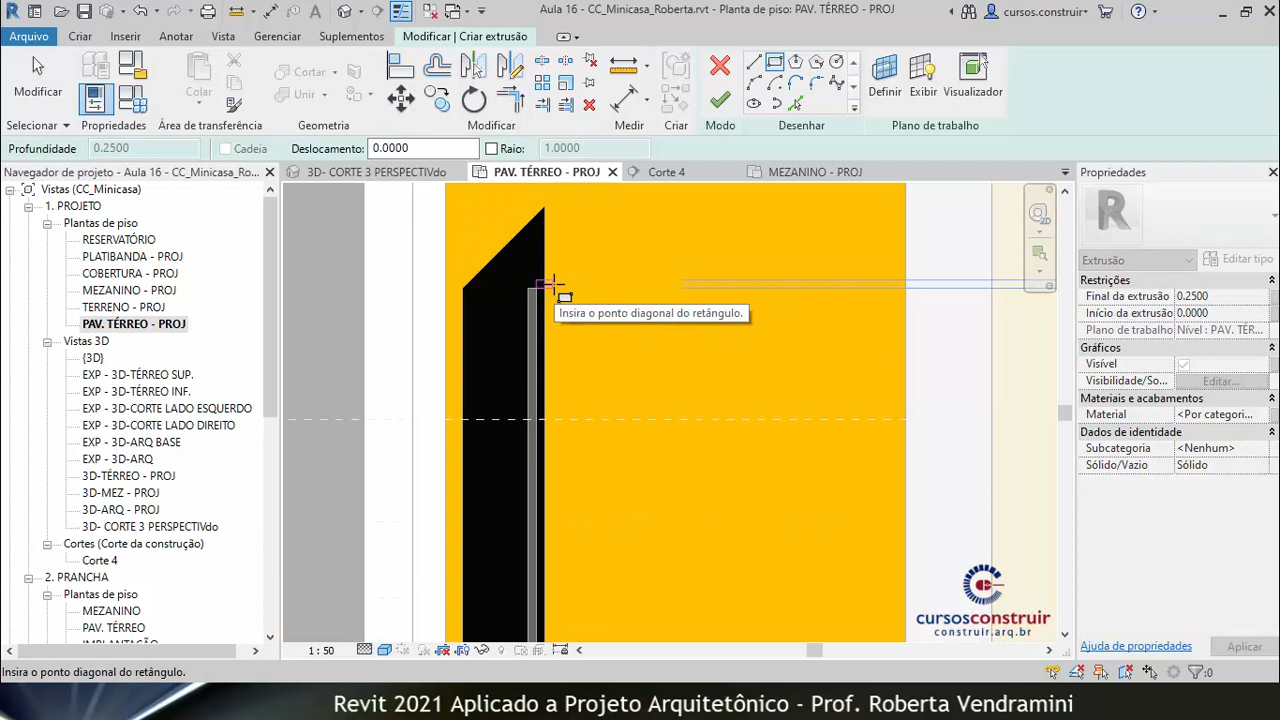 Aula 16 - CC_Minicasa_Roberta.rvt - Planta de piso: PAV. TÉRREO - PROJ
cursos.construir
Arquivo
Criar
Inserir
Anotar
Vista
Gerenciar
Suplementos
Modificar | Criar extrusão
Modificar
Colar
Cortar
Unir
Definir
Exibir
Visualizador
Selecionar
Propriedades
Área de transferência
Geometria
Modificar
Medir
Criar
Modo
Desenhar
Plano de trabalho
Profundidade
0.2500
Cadeia
Deslocamento:
0.0000
Raio:
1.0000
Navegador de projeto - Aula 16 - CC_Minicasa_Ro...
3D- CORTE 3 PERSPECTIVdo
PAV. TÉRREO - PROJ
Corte 4
MEZANINO - PROJ
Propriedades
Vistas (CC_Minicasa)
1. PROJETO
Plantas de piso
RESERVATÓRIO
PLATIBANDA - PROJ
COBERTURA - PROJ
MEZANINO - PROJ
TERRENO - PROJ
PAV. TÉRREO - PROJ
Vistas 3D
{3D}
EXP - 3D-TÉRREO SUP.
EXP - 3D-TÉRREO INF.
EXP - 3D-CORTE LADO ESQUERDO
EXP - 3D-CORTE LADO DIREITO
EXP - 3D-ARQ BASE
EXP - 3D-ARQ
3D-TÉRREO - PROJ
3D-MEZ - PROJ
3D-ARQ - PROJ
3D- CORTE 3 PERSPECTIVdo
Cortes (Corte da construção)
Corte 4
2. PRANCHA
Plantas de piso
MEZANINO
PAV. TÉRREO
Insira o ponto diagonal do retângulo.
2D
R
Extrusão
Editar tipo
Restrições
Final da extrusão
0.2500
Início da extrusão
0.0000
Plano de trabalho
Nível : PAV. TÉR...
Gráficos
Visível
Visibilidade/So...
Editar...
Materiais e acabamentos
Material
<Por categori...
Dados de identidade
Subcategoria
<Nenhum>
Sólido/Vazio
Sólido
cursosconstruir
construir.arq.br
1 : 50
Ajuda de propriedades
Aplicar
Insira o ponto diagonal do retângulo.
:0
Revit 2021 Aplicado a Projeto Arquitetônico - Prof. Roberta Vendramini